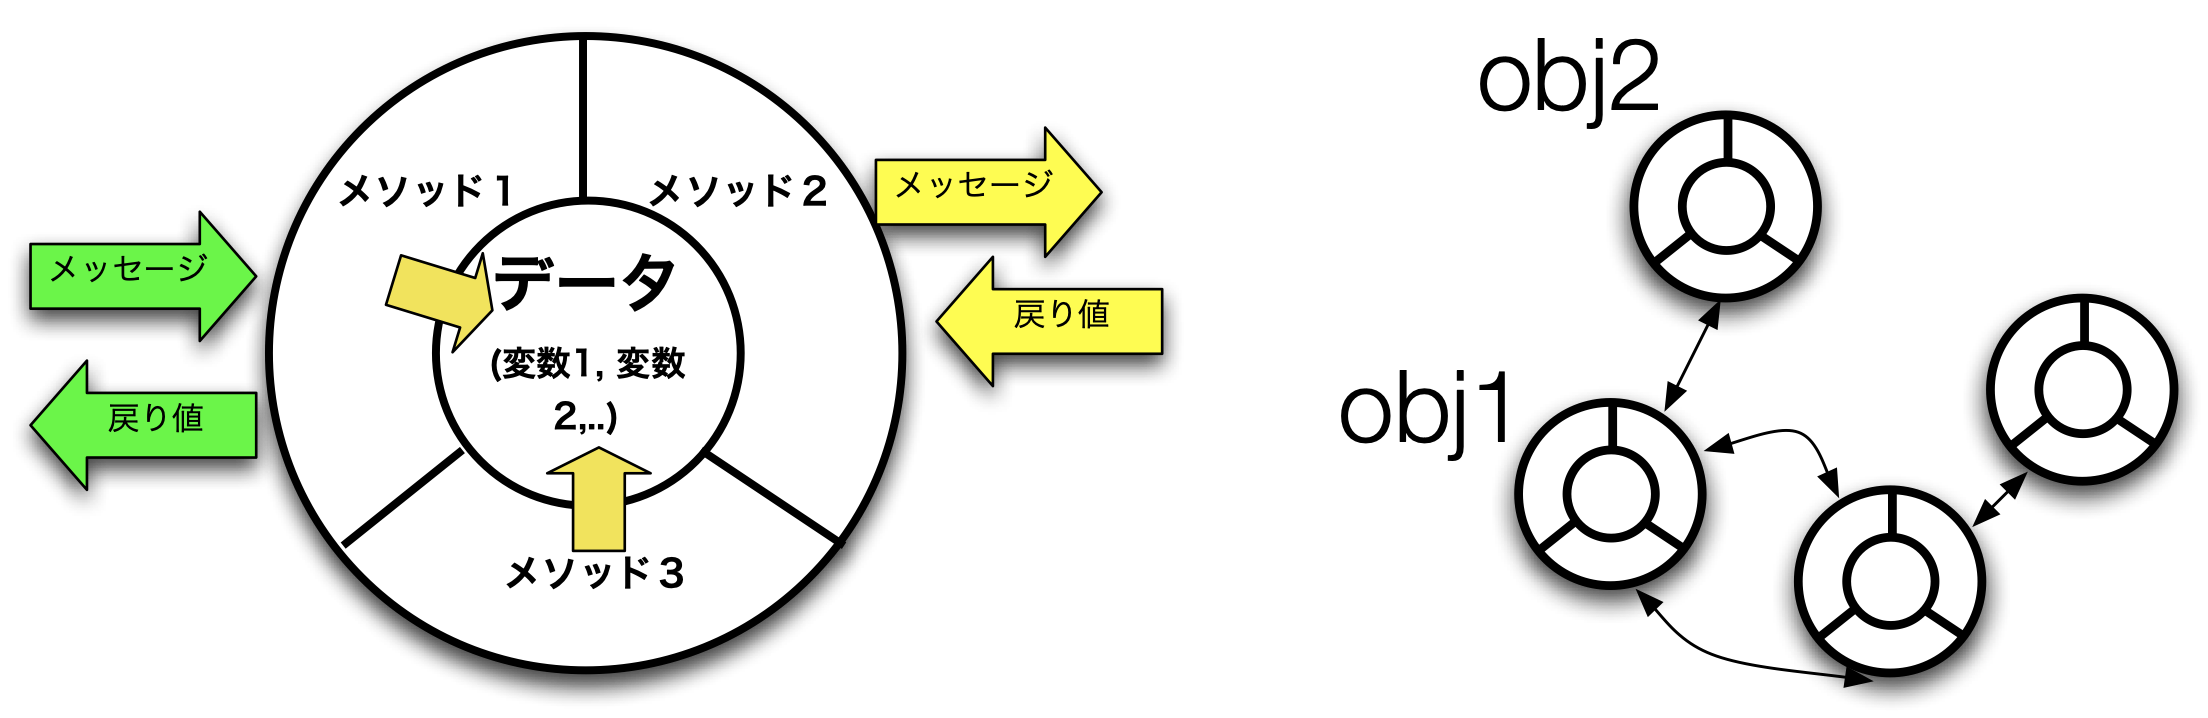 メソッド１
メソッド２
メッセージ
戻り値
データ
(変数1, 変数
2,..)
メソッド３
メッセージ
戻り値
obj2
obj1